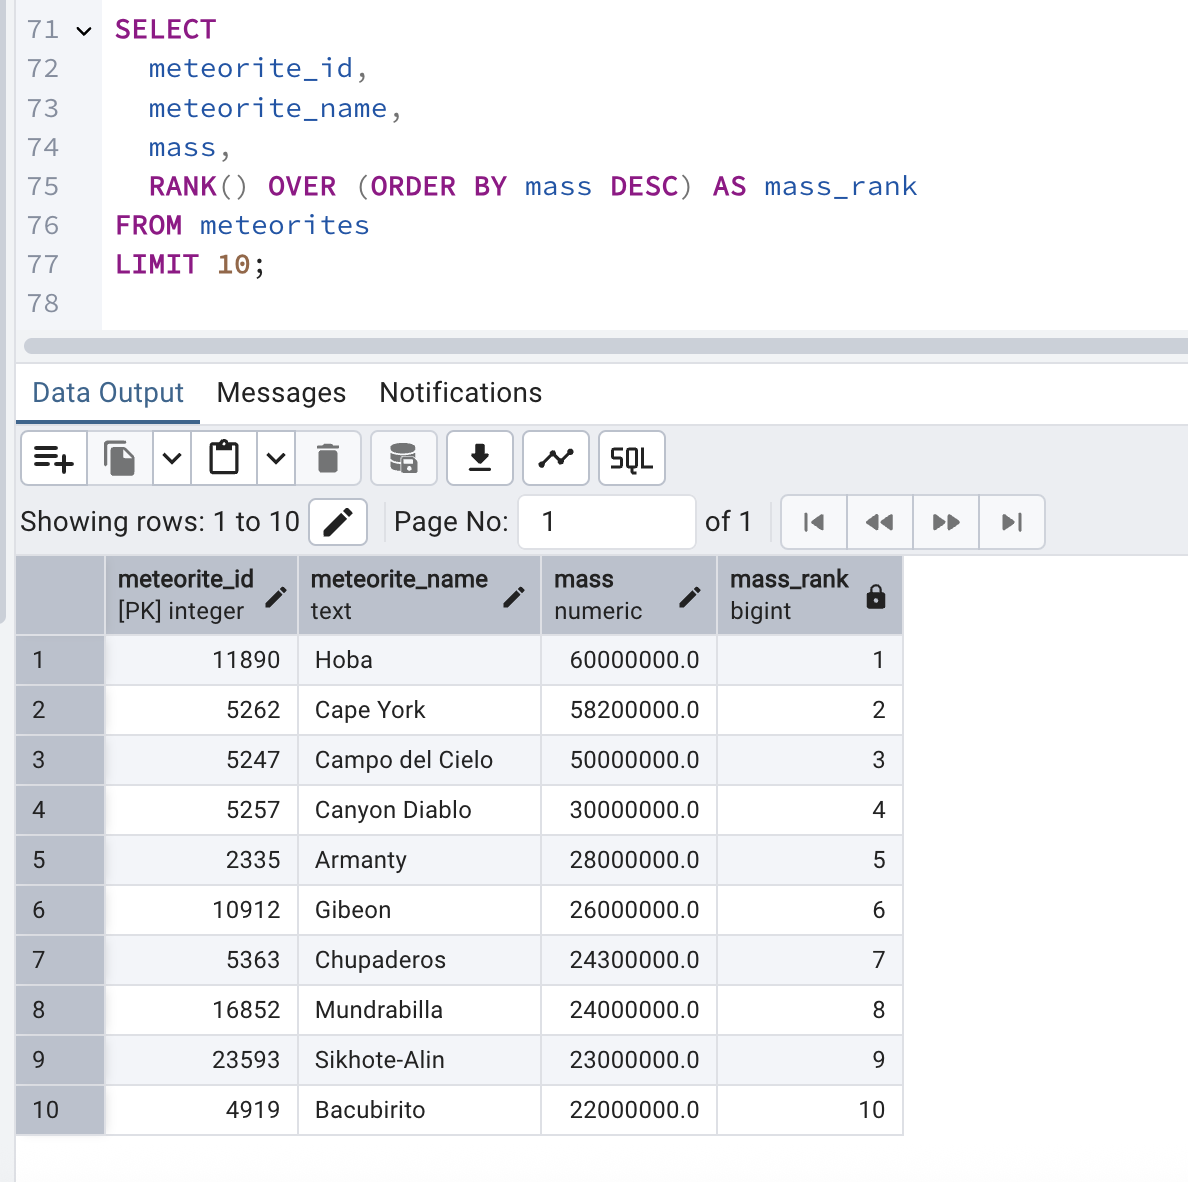 71 SELECT
72 meteorite_id,
73 meteorite_name,
74 mass,
75 RANK() OVER (ORDER BY mass DESC) AS mass_rank
76 FROM meteorites
77 LIMIT 10;
78
Data Output Messages Notifications
SQL
Showing rows: 1 to 10 Page No: 1 of 1
meteorite_id meteorite_name mass mass_rank
[PK] integer text numeric bigint
1 11890 Hoba 60000000.0 1
2 5262 Cape York 58200000.0 2
3 5247 Campo del Cielo 50000000.0 3
4 5257 Canyon Diablo 30000000.0 4
5 2335 Armanty 28000000.0 5
6 10912 Gibeon 26000000.0 6
7 5363 Chupaderos 24300000.0 7
8 16852 Mundrabilla 24000000.0 8
9 23593 Sikhote-Alin 23000000.0 9
10 4919 Bacubirito 22000000.0 10